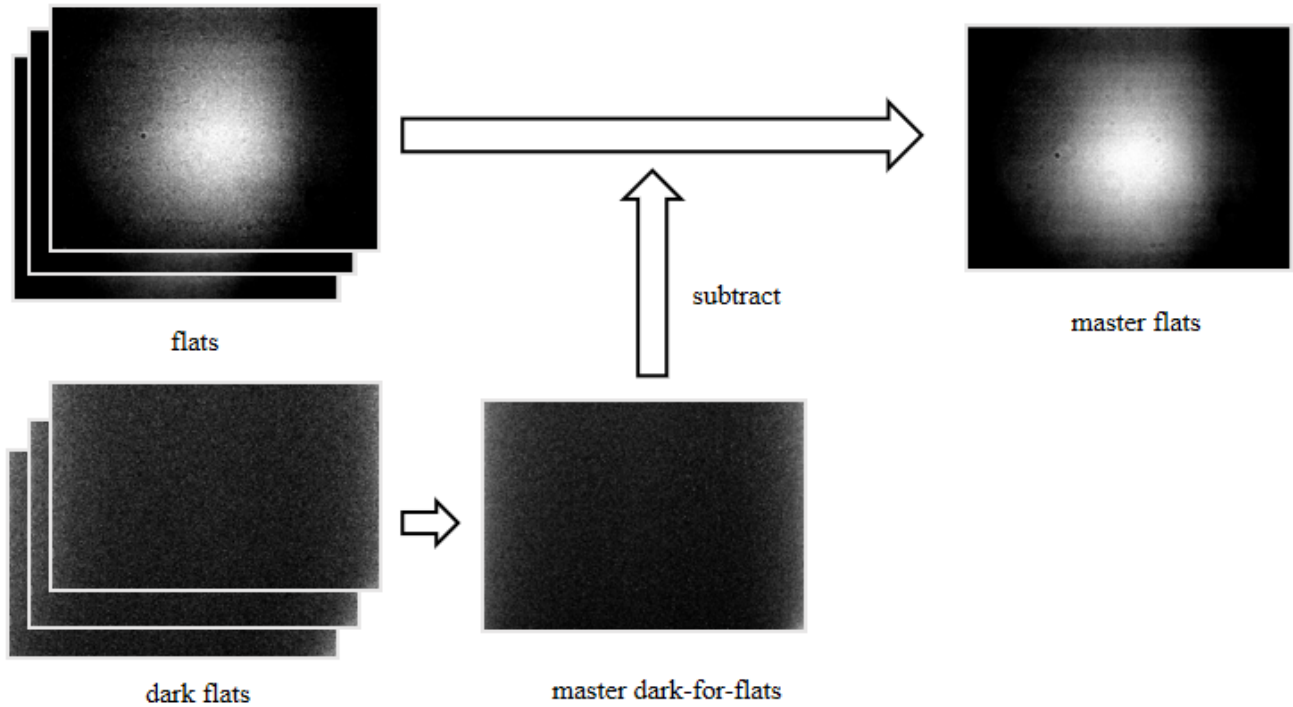 subtract
master flats
flats
dark flats
master dark-for-flats